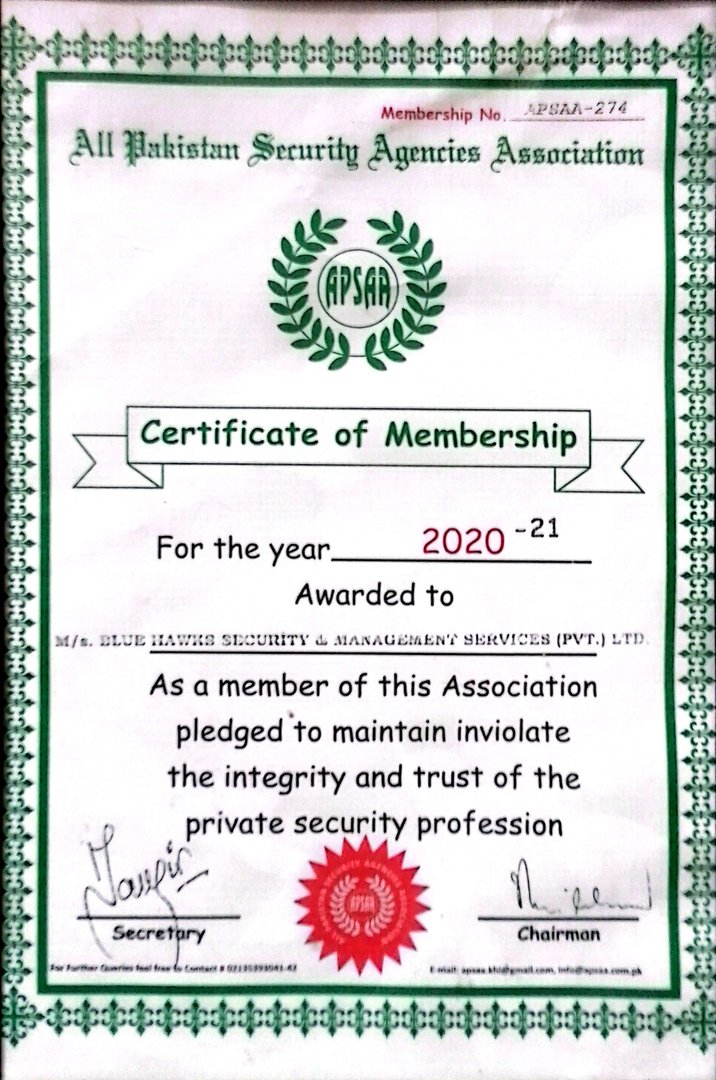 Membership No. APSAA-274
All Pakistan Security Agencies Association
APSAA
Certificate of Membership
For the year 2020 -21
Awarded to
M/s. BLUE HAWKS SECURITY & MANAGEMENT SERVICES (PVT.) LTD.
As a member of this Association
pledged to maintain inviolate
the integrity and trust of the
private security profession
APSAA
Secretary
Chairman
For Further Queries feel free to Contact #
E-mail: apsaa.khi@gmail.com, info@apsaa.com.pk